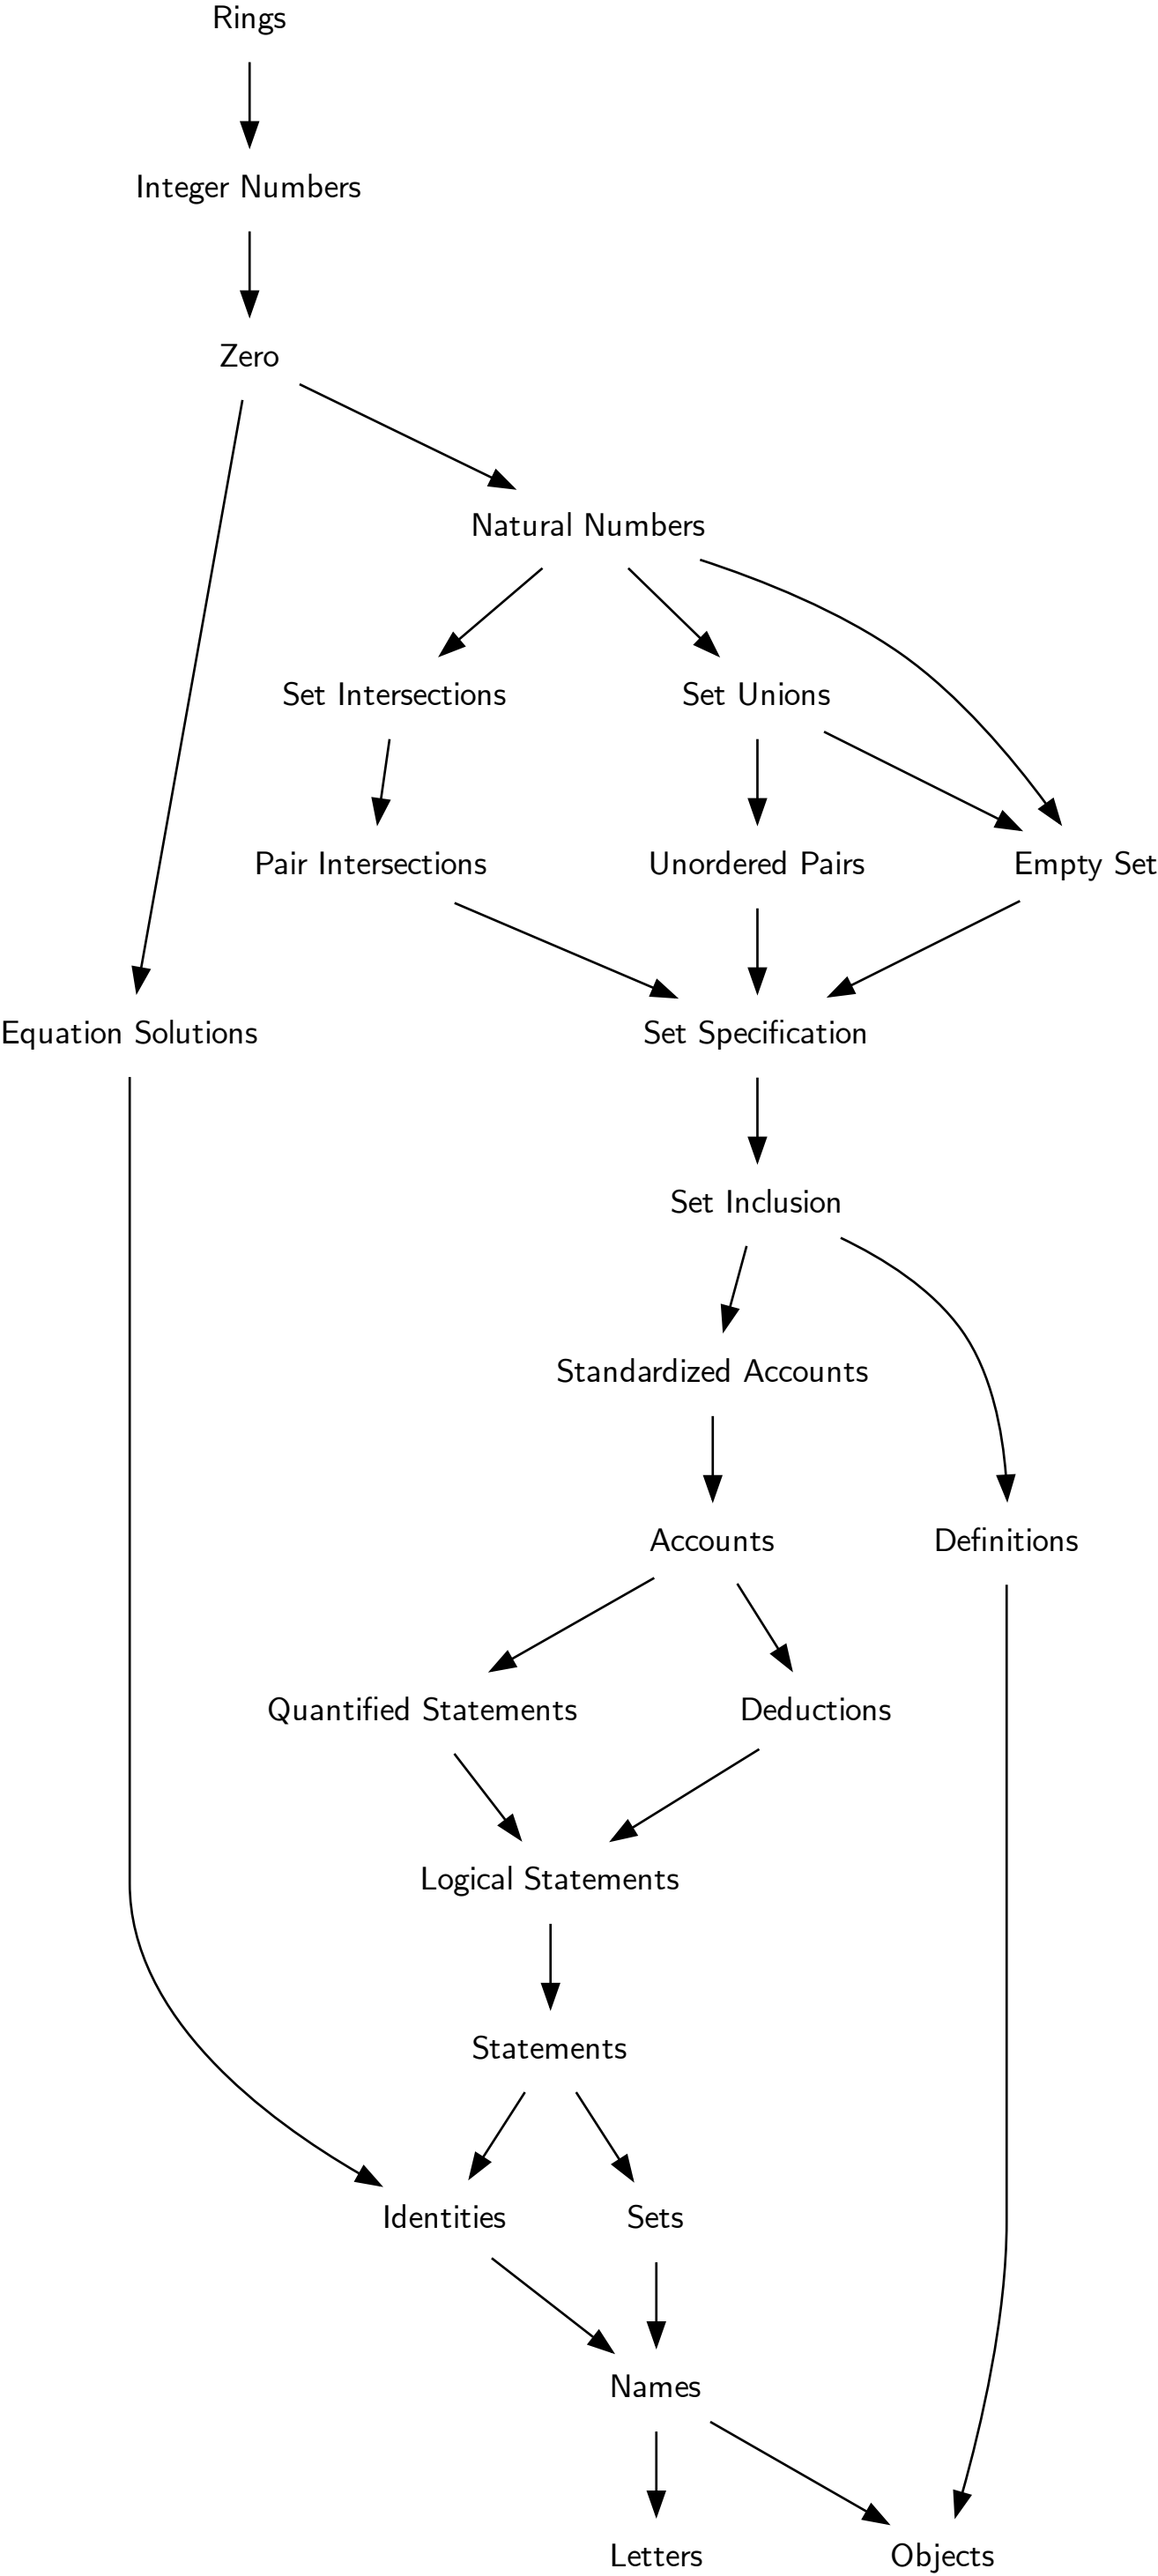 Rings
Integer Numbers
Zero
Natural Numbers
Set Intersections
Set Unions
Pair Intersections
Unordered Pairs
Empty Set
Equation Solutions
Set Specification
Set Inclusion
Standardized Accounts
Accounts
Definitions
Quantified Statements
Deductions
Logical Statements
Statements
Identities
Sets
Names
Letters
Objects